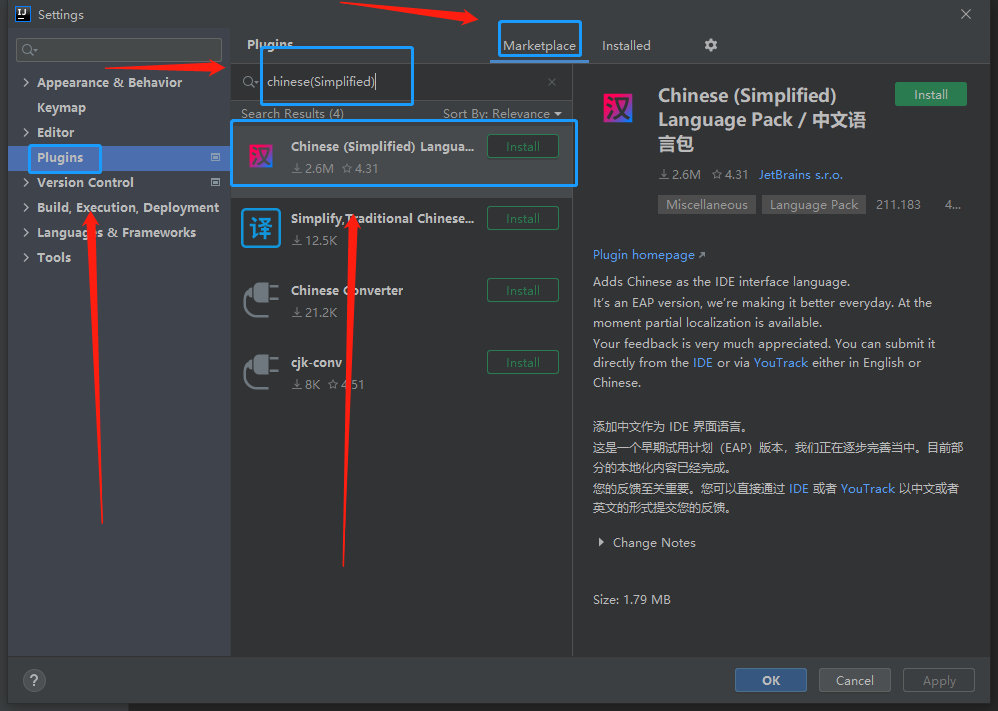 Settings
Plugins
Marketplace
Installed
Appearance & Behavior
Keymap
Editor
Plugins
Version Control
Build, Execution, Deployment
Languages & Frameworks
Tools
chinese(Simplified)
Search Results (4)
Sort By: Relevance
汉
Chinese (Simplified) Langua...
Install
2.6M
4.31
译
Simplify,Traditional Chinese...
Install
12.5K
Chinese Converter
Install
21.2K
cjk-conv
Install
8K
4.51
汉
Chinese (Simplified)
Language Pack / 中文语
言包
Install
2.6M
4.31
JetBrains s.r.o.
Miscellaneous
Language Pack
211.183
4...
Plugin homepage
Adds Chinese as the IDE interface language.
It's an EAP version, we're making it better everyday. At the
moment partial localization is available.
Your feedback is very much appreciated. You can submit it
directly from the IDE or via YouTrack either in English or
Chinese.
添加中文作为 IDE 界面语言。
这是一个早期试用计划（EAP）版本，我们正在逐步完善当中。目前部
分的本地化内容已经完成。
您的反馈至关重要。您可以直接通过 IDE 或者 YouTrack 以中文或者
英文的形式提交您的反馈。
Change Notes
Size: 1.79 MB
?
OK
Cancel
Apply